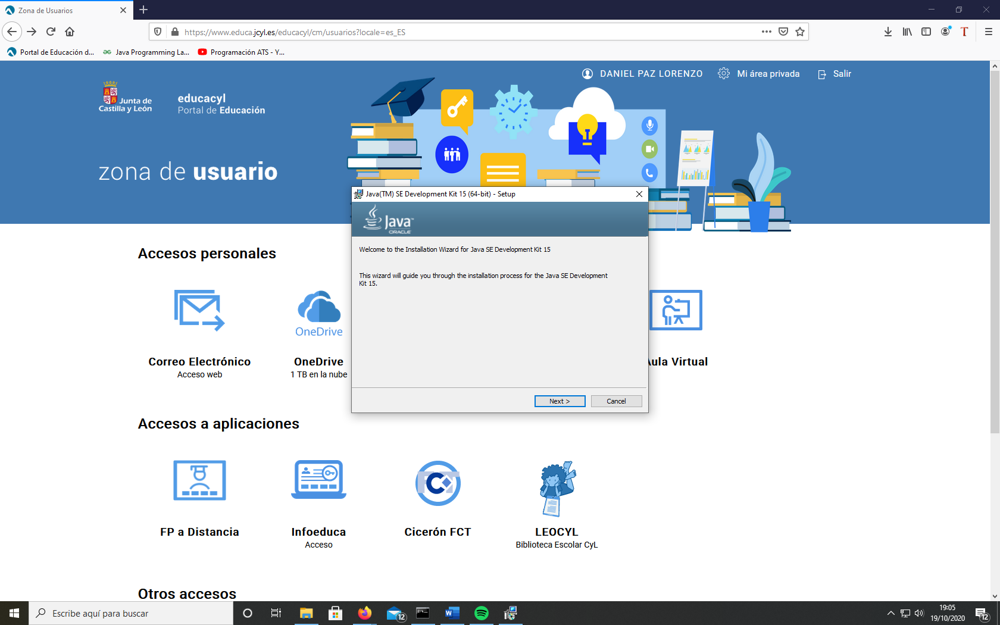 Zona de Usuarios
https://www.educa.jcyl.es/educacyl/cm/usuarios?locale=es_ES
Portal de Educación d...
Java Programming La...
Programación ATS - Y...
DANIEL PAZ LORENZO
Mi área privada
Salir
Junta de
Castilla y León
educacyl
Portal de Educación
zona de usuario
Java(TM) SE Development Kit 15 (64-bit) - Setup
Java™
ORACLE
Welcome to the Installation Wizard for Java SE Development Kit 15
This wizard will guide you through the installation process for the Java SE Development
Kit 15.
Next >
Cancel
Accesos personales
OneDrive
Correo Electrónico
Acceso web
OneDrive
1 TB en la nube
Aula Virtual
Accesos a aplicaciones
FCT
FP a Distancia
Infoeduca
Acceso
Cicerón FCT
LEOCYL
Biblioteca Escolar CyL
Otros accesos
Escribe aquí para buscar
12
19:05
19/10/2020
12